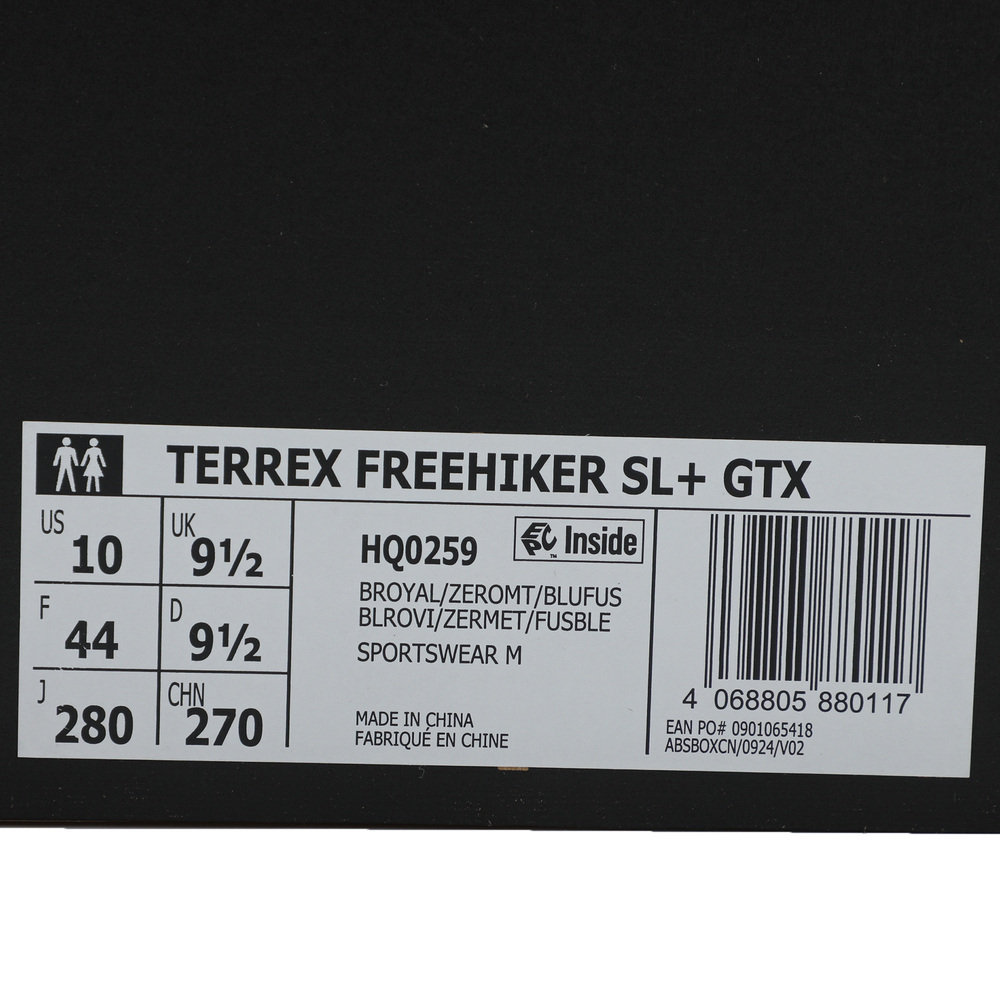 TERREX FREEHIKER SL+ GTX
US 10
UK 9½
F 44
D 9½
J 280
CHN 270
HQ0259
EPC™ Inside
BROYAL/ZEROMT/BLUFUS
BLROVI/ZERMET/FUSBLE
SPORTSWEAR M
MADE IN CHINA
FABRIQUÉ EN CHINE
4 068805 880117
EAN PO# 0901065418
ABSBOXCN/0924/V02